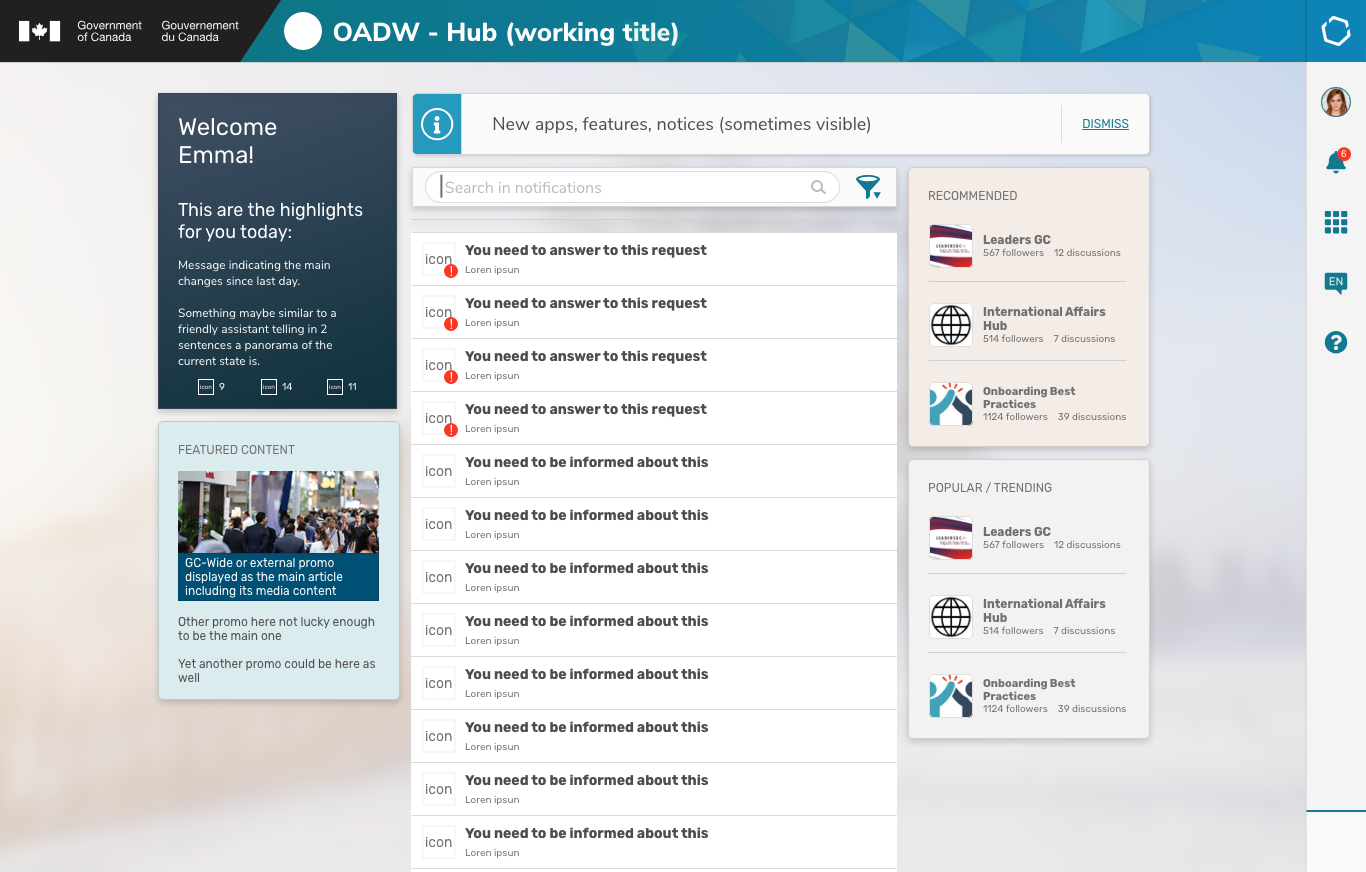 Government
of Canada
Gouvernement
du Canada
OADW - Hub (working title)
Welcome
Emma!
This are the highlights
for you today:
Message indicating the main
changes since last day.
Something maybe similar to a
friendly assistant telling in 2
sentences a panorama of the
current state is.
icon 9
icon 14
icon 11
FEATURED CONTENT
GC-Wide or external promo
displayed as the main article
including its media content
Other promo here not lucky enough
to be the main one
Yet another promo could be here as
well
New apps, features, notices (sometimes visible)
DISMISS
Search in notifications
icon
!
You need to answer to this request
Loren ipsun
icon
!
You need to answer to this request
Loren ipsun
icon
!
You need to answer to this request
Loren ipsun
icon
!
You need to answer to this request
Loren ipsun
icon
You need to be informed about this
Loren ipsun
icon
You need to be informed about this
Loren ipsun
icon
You need to be informed about this
Loren ipsun
icon
You need to be informed about this
Loren ipsun
icon
You need to be informed about this
Loren ipsun
icon
You need to be informed about this
Loren ipsun
icon
You need to be informed about this
Loren ipsun
icon
You need to be informed about this
Loren ipsun
RECOMMENDED
Leaders GC
567 followers 12 discussions
International Affairs
Hub
514 followers 7 discussions
Onboarding Best
Practices
1124 followers 39 discussions
POPULAR / TRENDING
Leaders GC
567 followers 12 discussions
International Affairs
Hub
514 followers 7 discussions
Onboarding Best
Practices
1124 followers 39 discussions
6
EN
?